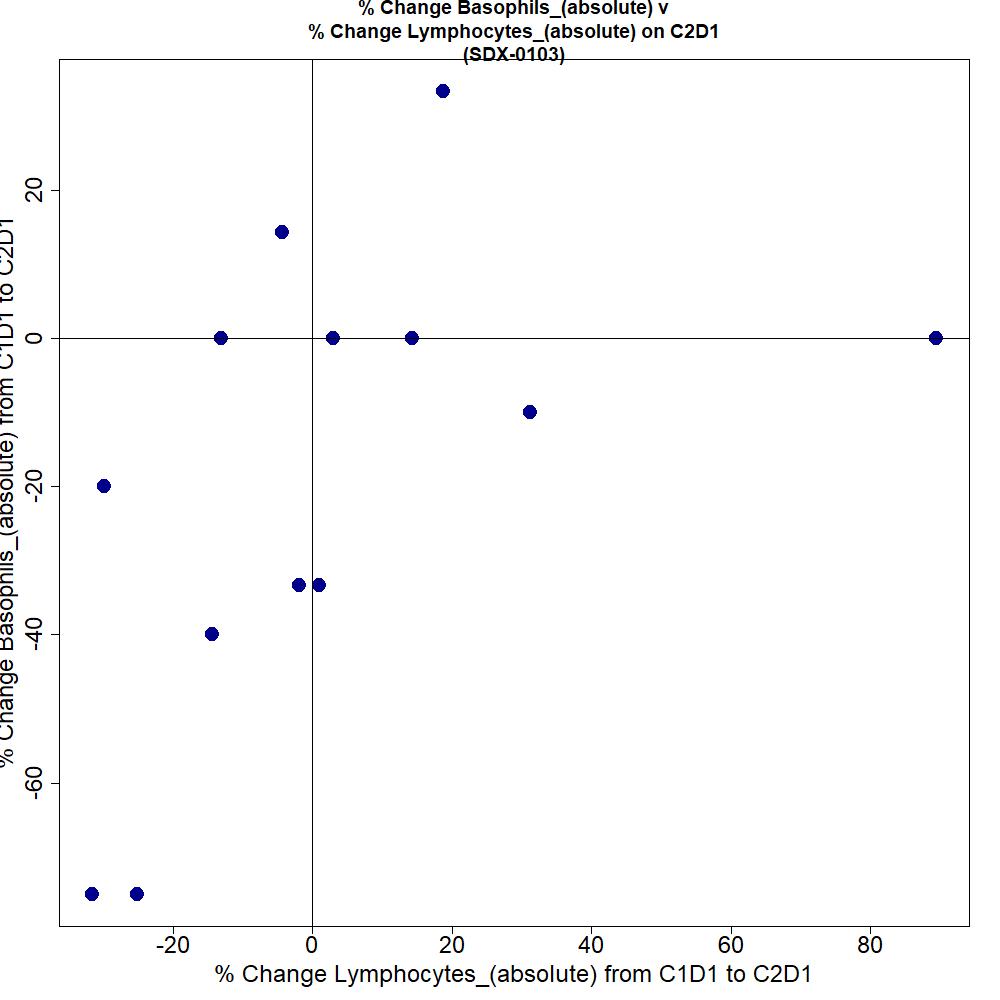 % Change Basophils_(absolute) v
% Change Lymphocytes_(absolute) on C2D1
(SDX-0103)
% Change Basophils_(absolute) from C1D1 to C2D1
20
0
-20
-40
-60
-20
0
20
40
60
80
% Change Lymphocytes_(absolute) from C1D1 to C2D1